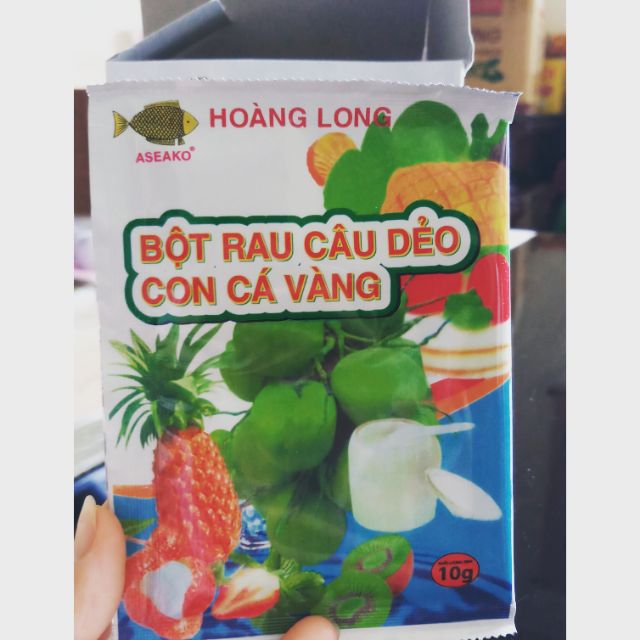 HOÀNG LONG
ASEAKO®
BỘT RAU CÂU DẺO
CON CÁ VÀNG
10g